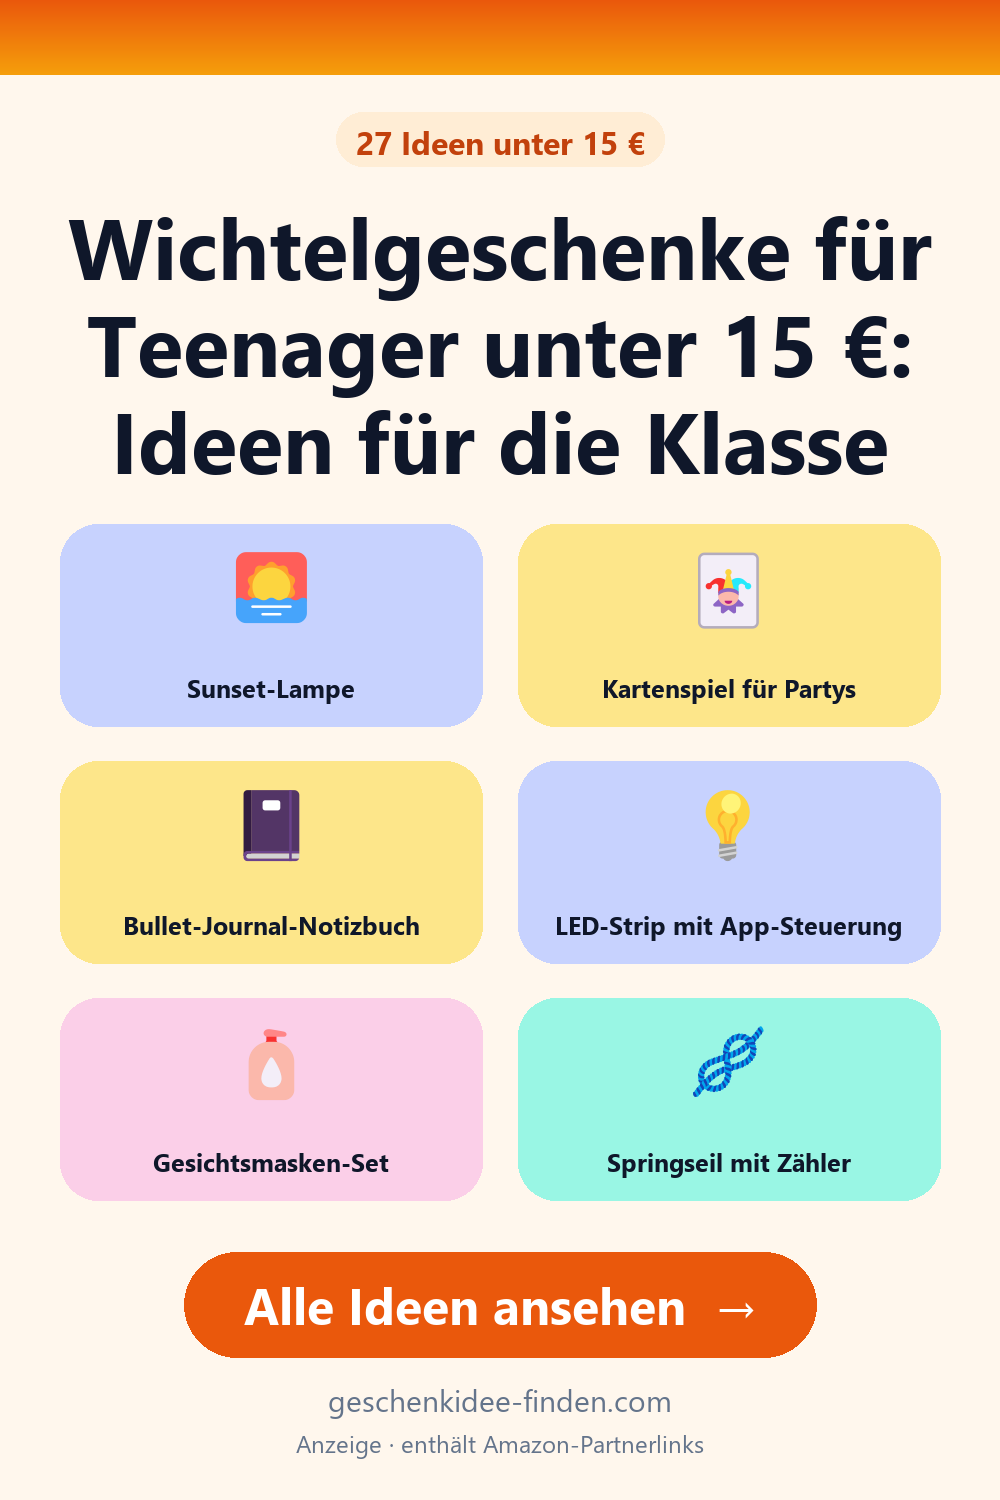 27 Ideen unter 15 €
Wichtelgeschenke für
Teenager unter 15 €:
Ideen für die Klasse
Sunset-Lampe
Kartenspiel für Partys
Bullet-Journal-Notizbuch
LED-Strip mit App-Steuerung
Gesichtsmasken-Set
Springseil mit Zähler
Alle Ideen ansehen →
geschenkidee-finden.com
Anzeige · enthält Amazon-Partnerlinks